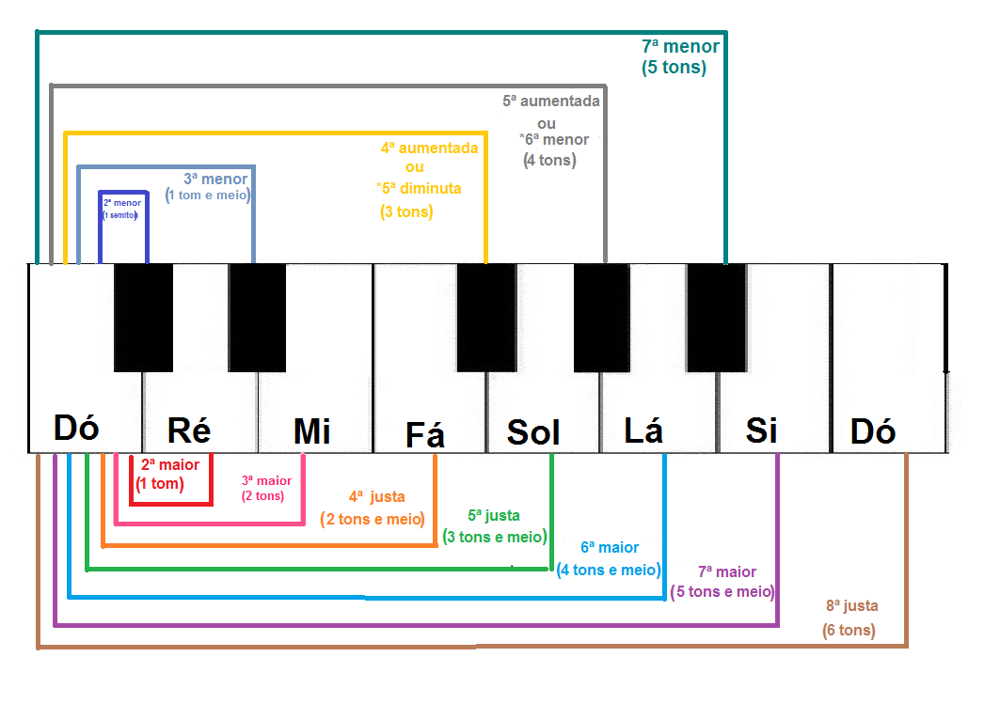 7ª menor
(5 tons)
5ª aumentada
ou
*6ª menor
(4 tons)
4ª aumentada
ou
*5ª diminuta
(3 tons)
3ª menor
(1 tom e meio)
2ª menor
(1 semitom)
Dó Ré Mi Fá Sol Lá Si Dó
2ª maior
(1 tom)
3ª maior
(2 tons)
4ª justa
(2 tons e meio)
5ª justa
(3 tons e meio)
6ª maior
(4 tons e meio)
7ª maior
(5 tons e meio)
8ª justa
(6 tons)